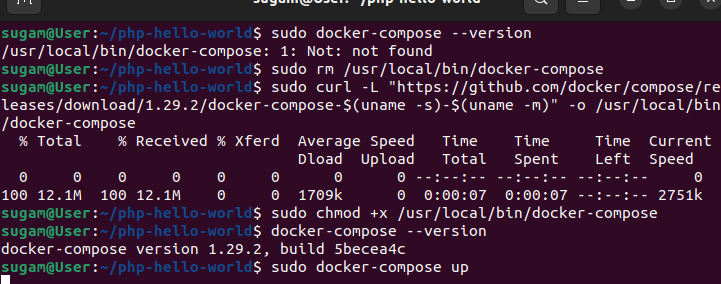 sugam@User: ~/php-hello-world
sugam@User:~/php-hello-world$ sudo docker-compose --version
/usr/local/bin/docker-compose: 1: Not: not found
sugam@User:~/php-hello-world$ sudo rm /usr/local/bin/docker-compose
sugam@User:~/php-hello-world$ sudo curl -L "https://github.com/docker/compose/re
leases/download/1.29.2/docker-compose-$(uname -s)-$(uname -m)" -o /usr/local/bin
/docker-compose
  % Total    % Received % Xferd  Average Speed   Time    Time     Time  Current
                                 Dload  Upload   Total   Spent    Left  Speed
  0     0    0     0    0     0      0      0 --:--:-- --:--:-- --:--:--     0
100 12.1M  100 12.1M    0     0  1709k      0  0:00:07  0:00:07 --:--:-- 2751k
sugam@User:~/php-hello-world$ sudo chmod +x /usr/local/bin/docker-compose
sugam@User:~/php-hello-world$ docker-compose --version
docker-compose version 1.29.2, build 5becea4c
sugam@User:~/php-hello-world$ sudo docker-compose up